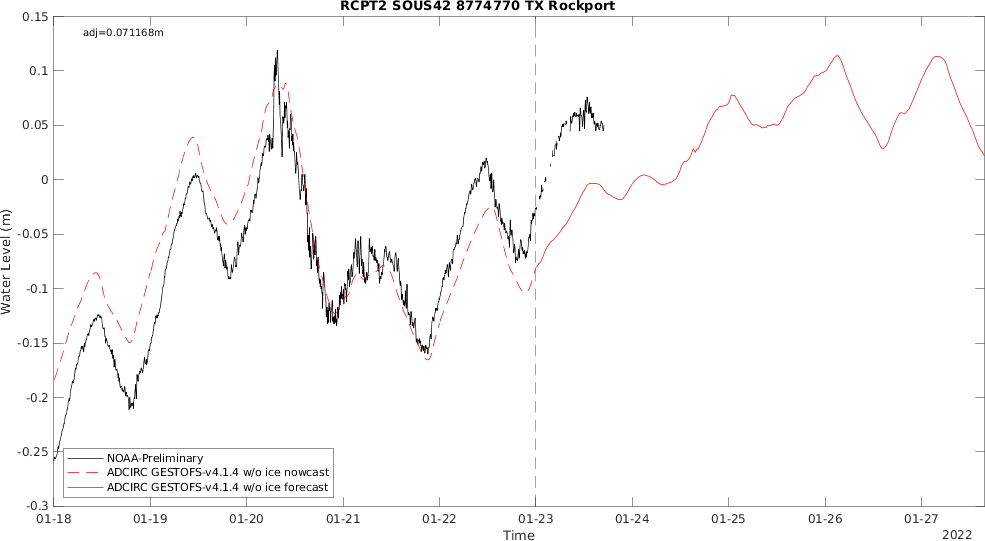 RCPT2 SOUS42 8774770 TX Rockport
adj=0.071168m
0.15
0.1
0.05
0
-0.05
-0.1
-0.15
-0.2
-0.25
-0.3
Water Level (m)
NOAA-Preliminary
ADCIRC GESTOFS-v4.1.4 w/o ice nowcast
ADCIRC GESTOFS-v4.1.4 w/o ice forecast
01-18 01-19 01-20 01-21 01-22 01-23 01-24 01-25 01-26 01-27
Time
2022